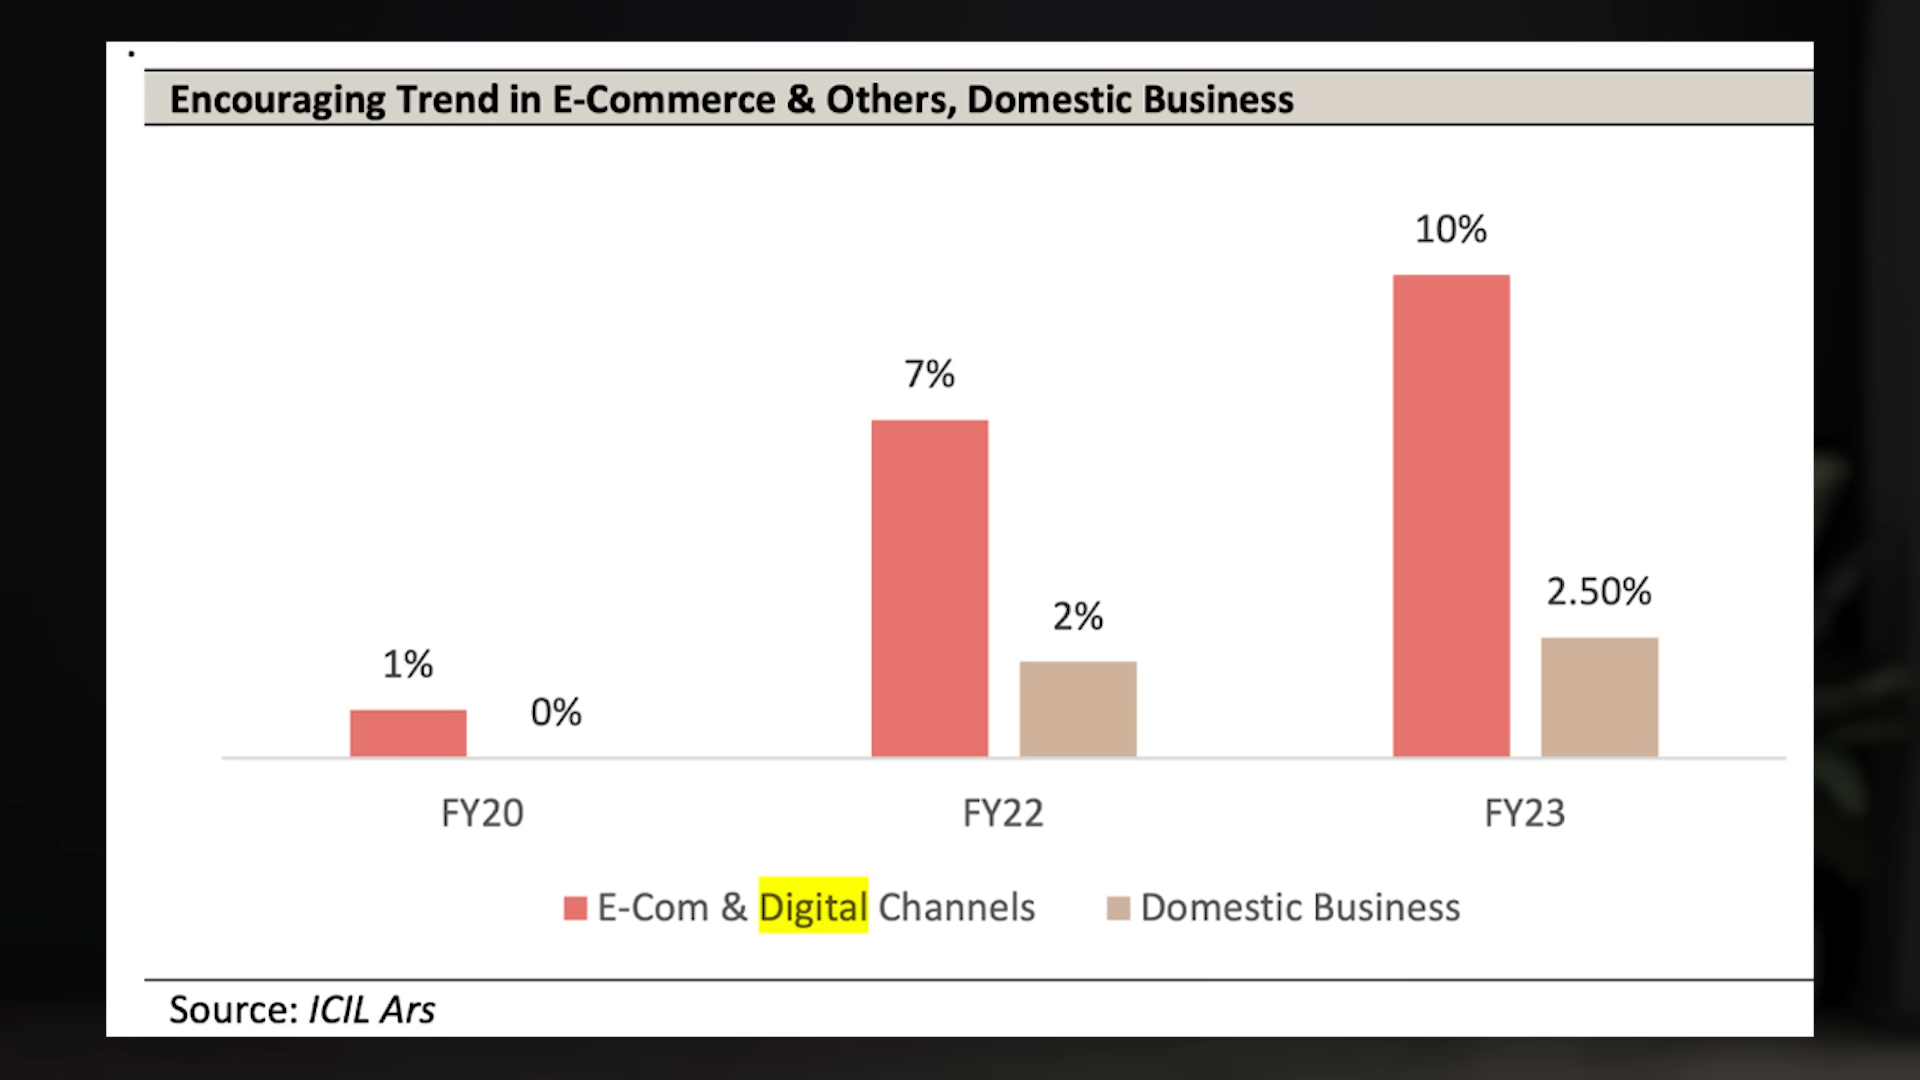 Encouraging Trend in E-Commerce & Others, Domestic Business
10%
7%
2.50%
2%
1%
0%
FY20 FY22 FY23
E-Com & Digital Channels Domestic Business
Source: ICIL Ars